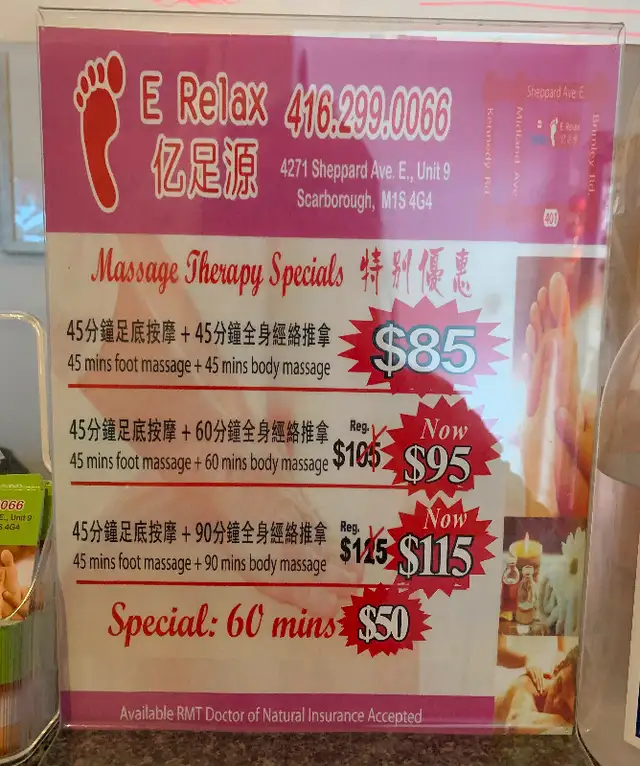 E Relax
亿足源
416.299.0066
4271 Sheppard Ave. E., Unit 9
Scarborough, M1S 4G4
Sheppard Ave. E.
Kennedy Rd.
Midland Ave.
E Relax
亿足源
Brimley Rd.
401
Massage Therapy Specials 特别優惠
45分鐘足底按摩 + 45分鐘全身經絡推拿
45 mins foot massage + 45 mins body massage
$85
45分鐘足底按摩 + 60分鐘全身經絡推拿
45 mins foot massage + 60 mins body massage
Reg.
$105
Now
$95
45分鐘足底按摩 + 90分鐘全身經絡推拿
45 mins foot massage + 90 mins body massage
Reg.
$125
Now
$115
Special: 60 mins $50
Available RMT Doctor of Natural Insurance Accepted
066
E., Unit 9
S 4G4